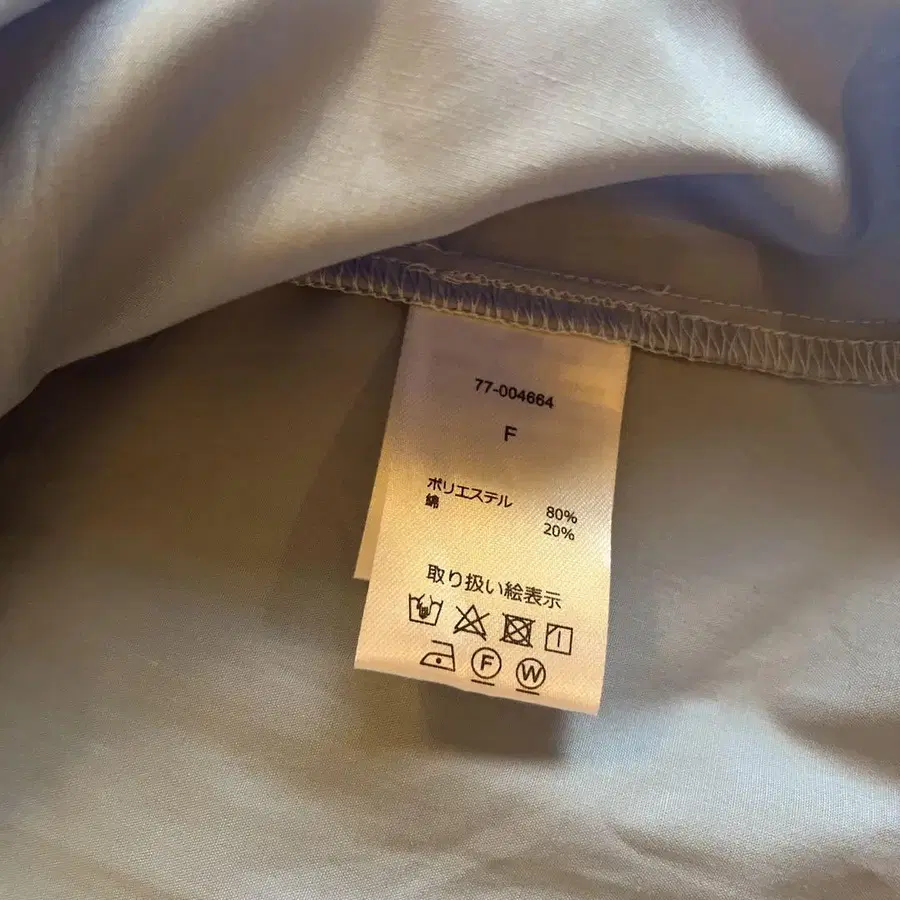 77-004664
F
ポリエステル 80%
綿 20%
取り扱い絵表示
F W